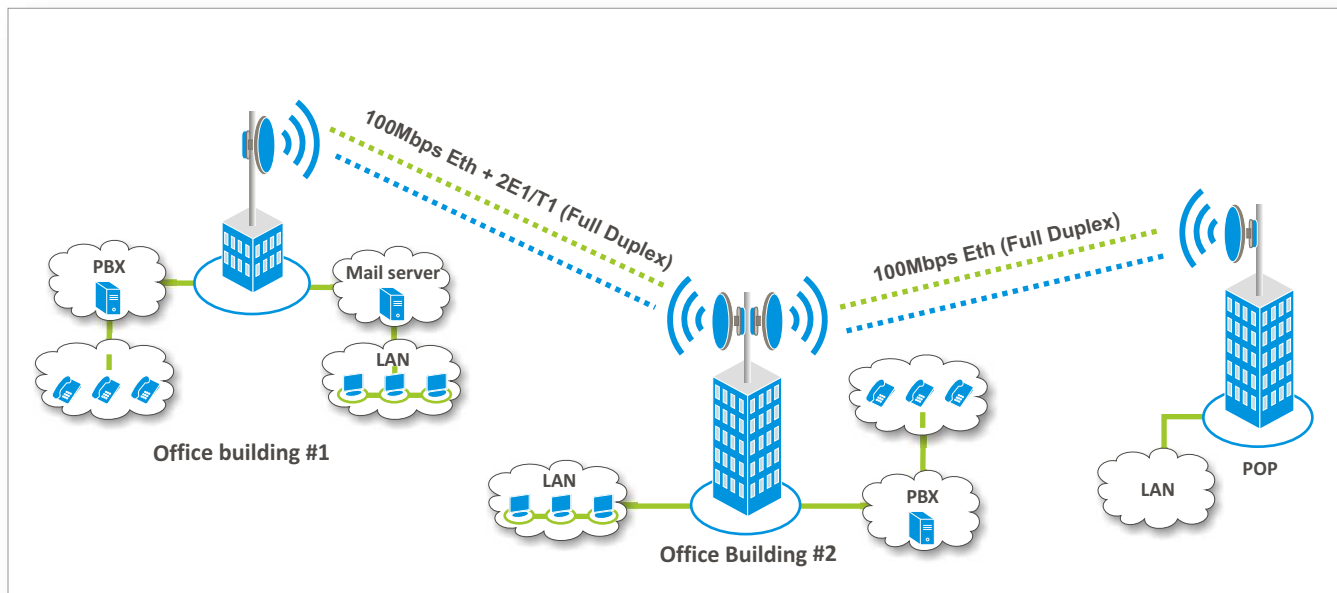 100Mbps Eth + 2E1/T1 (Full Duplex)
100Mbps Eth (Full Duplex)
PBX
Mail server
LAN
Office building #1
LAN
PBX
Office Building #2
LAN
POP